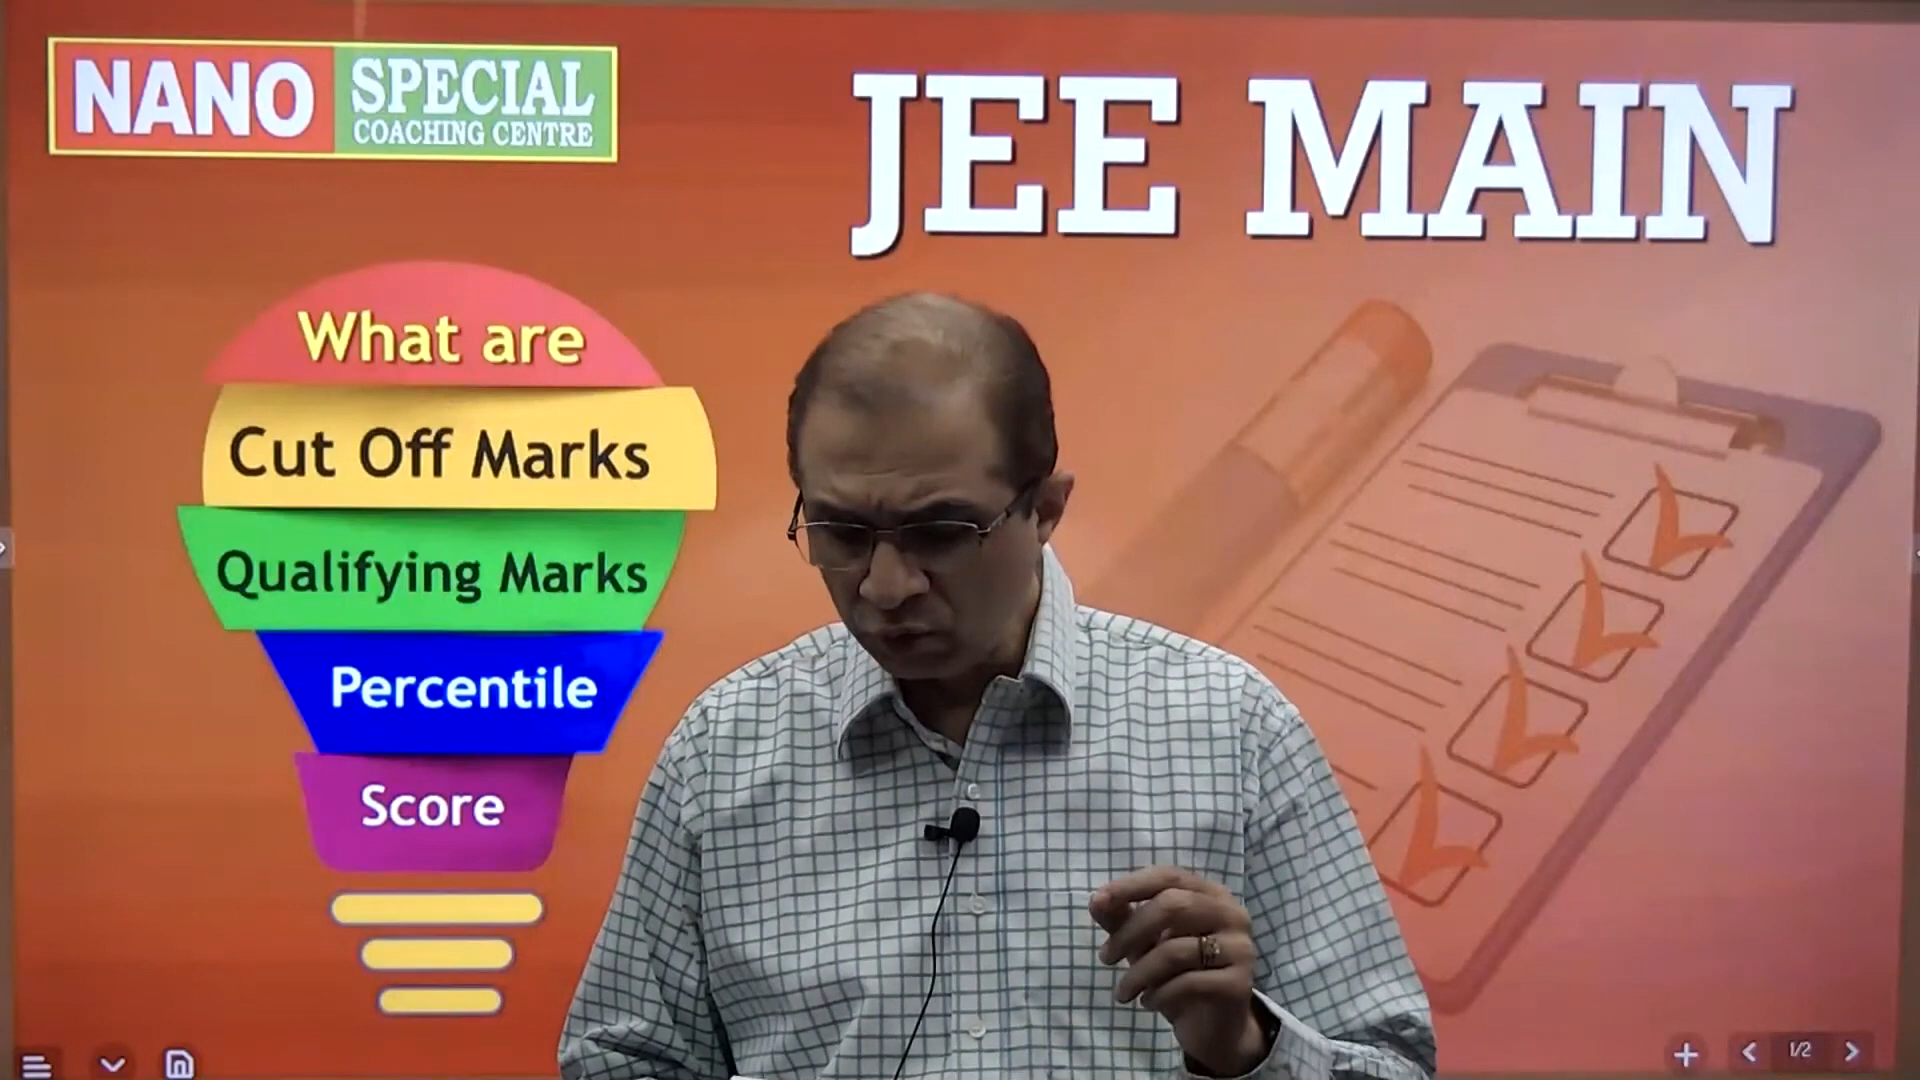 NANO SPECIAL
COACHING CENTRE
JEE MAIN
What are
Cut Off Marks
Qualifying Marks
Percentile
Score
1/2